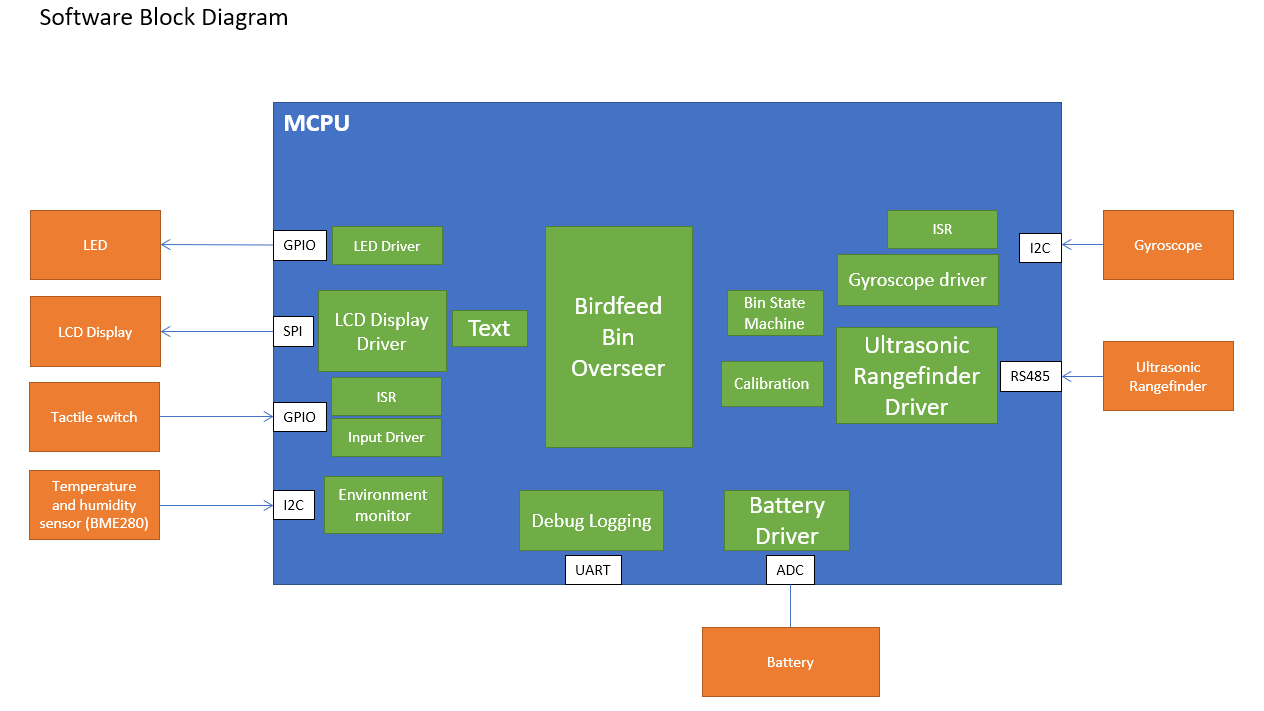 Software Block Diagram
MCPU
LED
GPIO
LED Driver
LCD Display
SPI
LCD Display
Driver
Text
Tactile switch
GPIO
ISR
Input Driver
Temperature
and humidity
sensor (BME280)
I2C
Environment
monitor
Birdfeed
Bin
Overseer
Debug Logging
UART
Bin State
Machine
Calibration
ISR
Gyroscope driver
I2C
Gyroscope
Ultrasonic
Rangefinder
Driver
RS485
Ultrasonic
Rangefinder
Battery
Driver
ADC
Battery